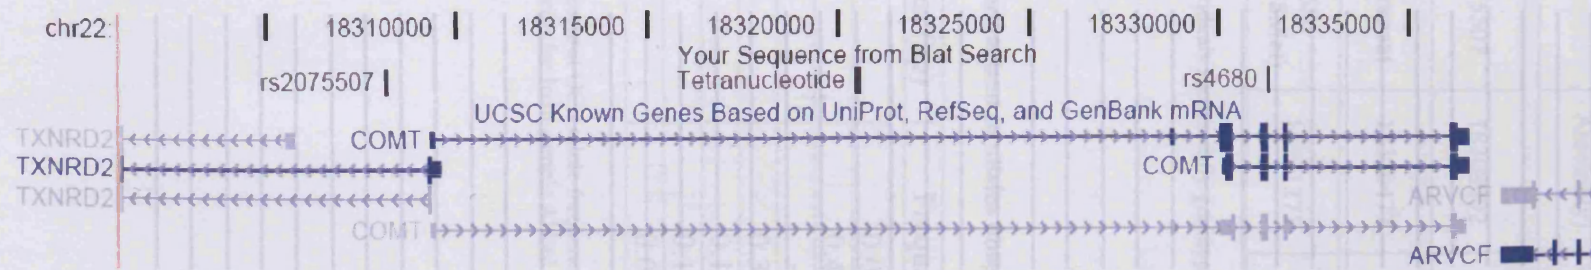 chr22: 18310000 18315000 18320000 18325000 18330000 18335000
Your Sequence from Blat Search
rs2075507 Tetranucleotide rs4680
UCSC Known Genes Based on UniProt, RefSeq, and GenBank mRNA
TXNRD2 COMT
TXNRD2 COMT
TXNRD2 ARVCF
COMT
ARVCF